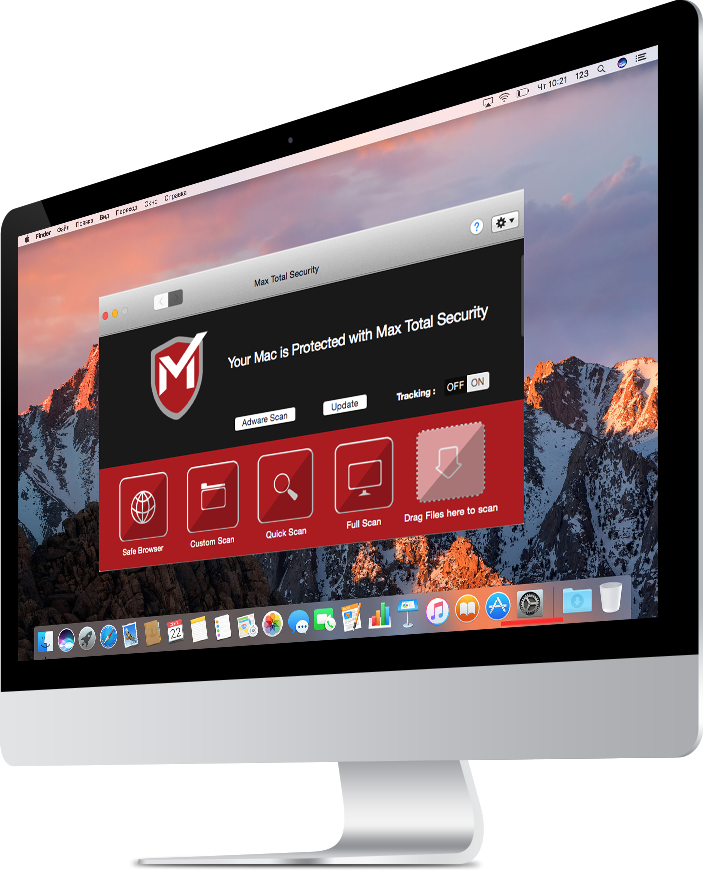 Finder Файл Правка Вид Переход Окно Справка
Чт 10:21 123
Max Total Security
?
M
Your Mac is Protected with Max Total Security
Adware Scan
Update
Tracking :
OFF ON
Safe Browser
Custom Scan
Quick Scan
Full Scan
Drag Files here to scan
22